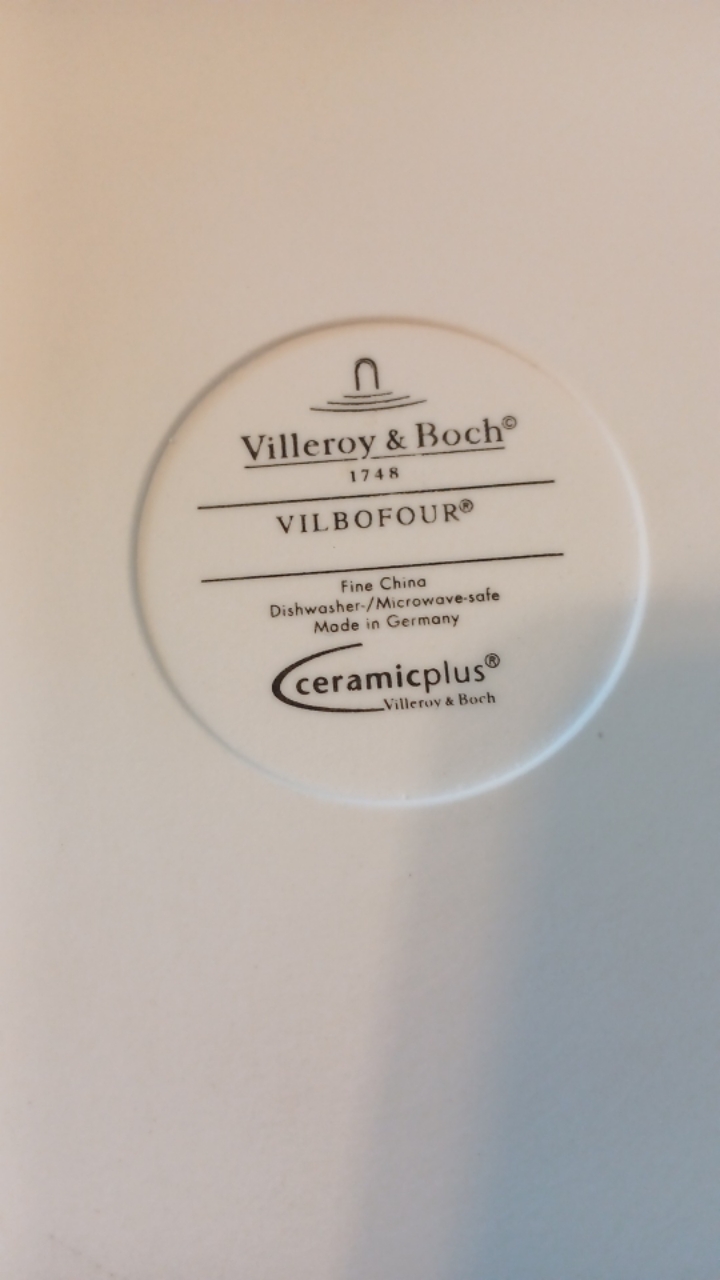 Villeroy & Boch©
1748
VILBOFOUR®
Fine China
Dishwasher-/Microwave-safe
Made in Germany
ceramicplus®
Villeroy & Boch